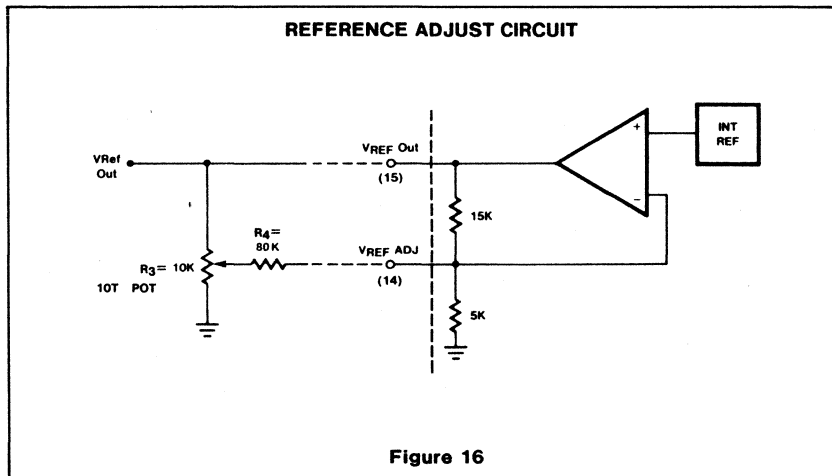 REFERENCE ADJUST CIRCUIT
VRef
Out
VREF Out
(15)
+
−
INT
REF
15K
R4=
80K
VREF ADJ
(14)
R3= 10K
10T POT
5K
Figure 16